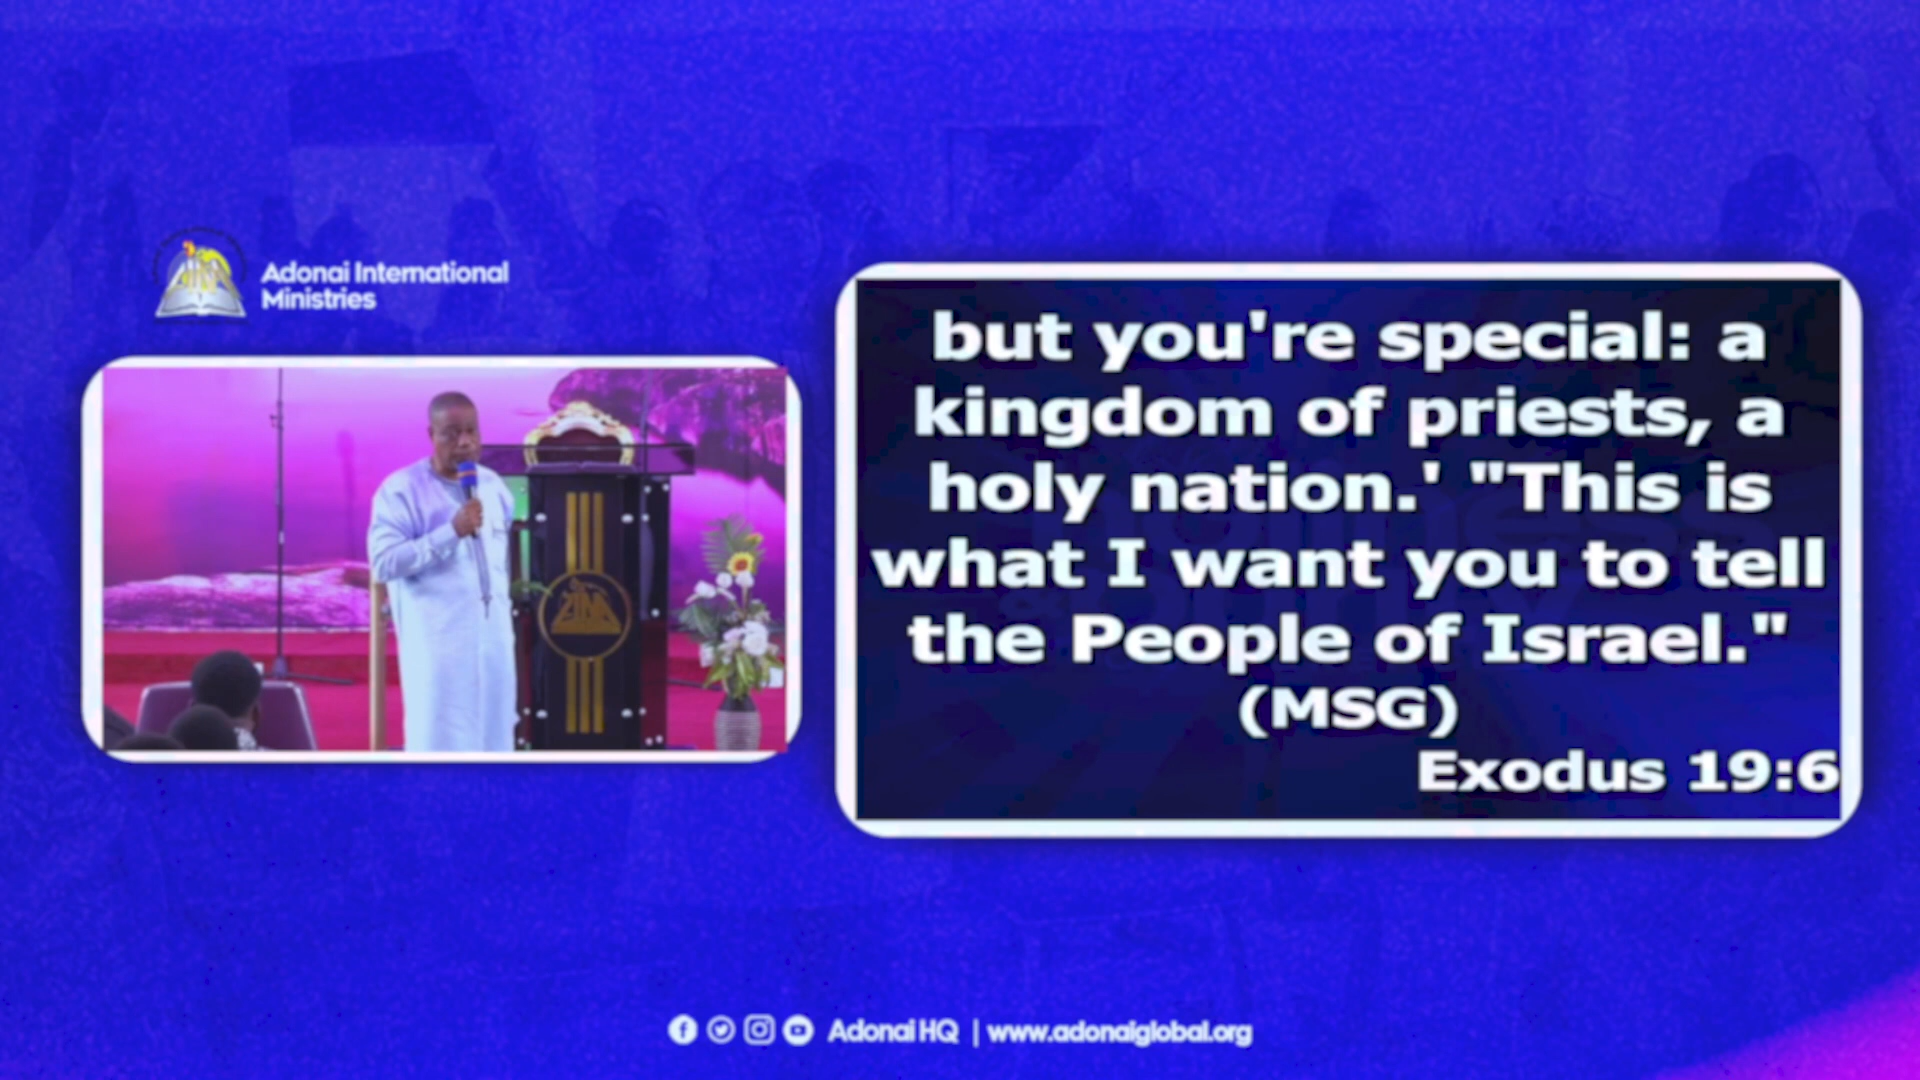 Adonai International
Ministries
but you're special: a
kingdom of priests, a
holy nation.' "This is
what I want you to tell
the People of Israel."
(MSG)
Exodus 19:6
AIM
Adonai HQ | www.adonaiglobal.org